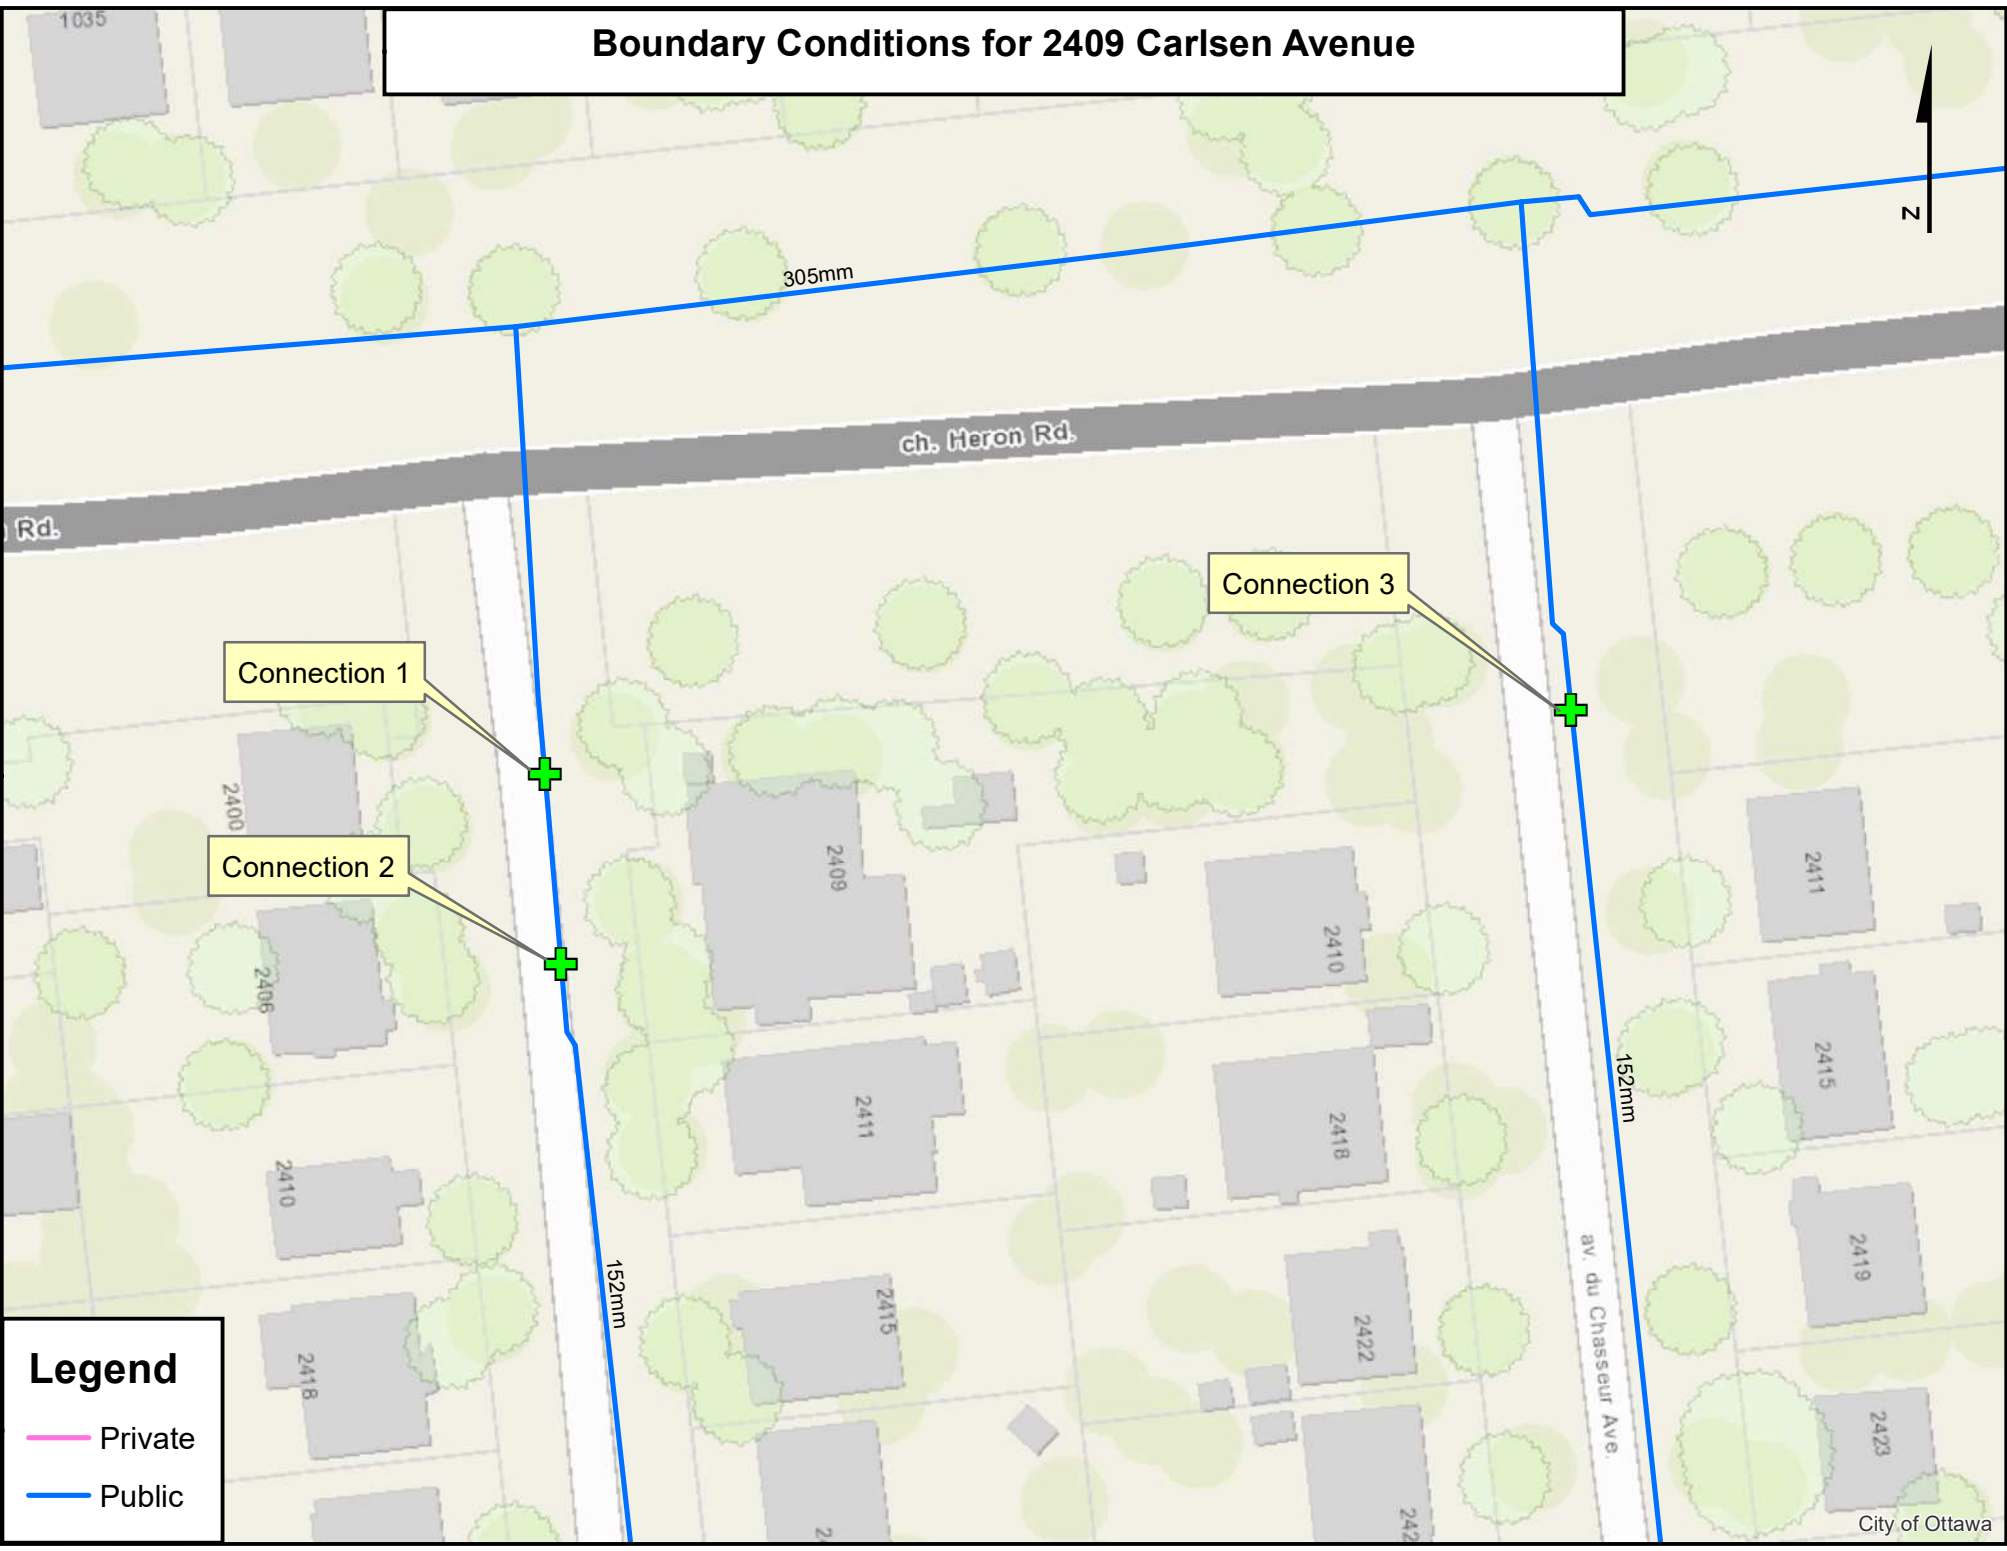 1035
Boundary Conditions for 2409 Carlsen Avenue
z
305mm
ch. Heron Rd.
Rd.
Connection 3
Connection 1
2400
Connection 2
2409
2411
2410
2406
2415
152mm
2411
2418
2410
2419
152mm
2415
2422
av. du Chasseur Ave.
2418
2423
Legend
Private
Public
City of Ottawa